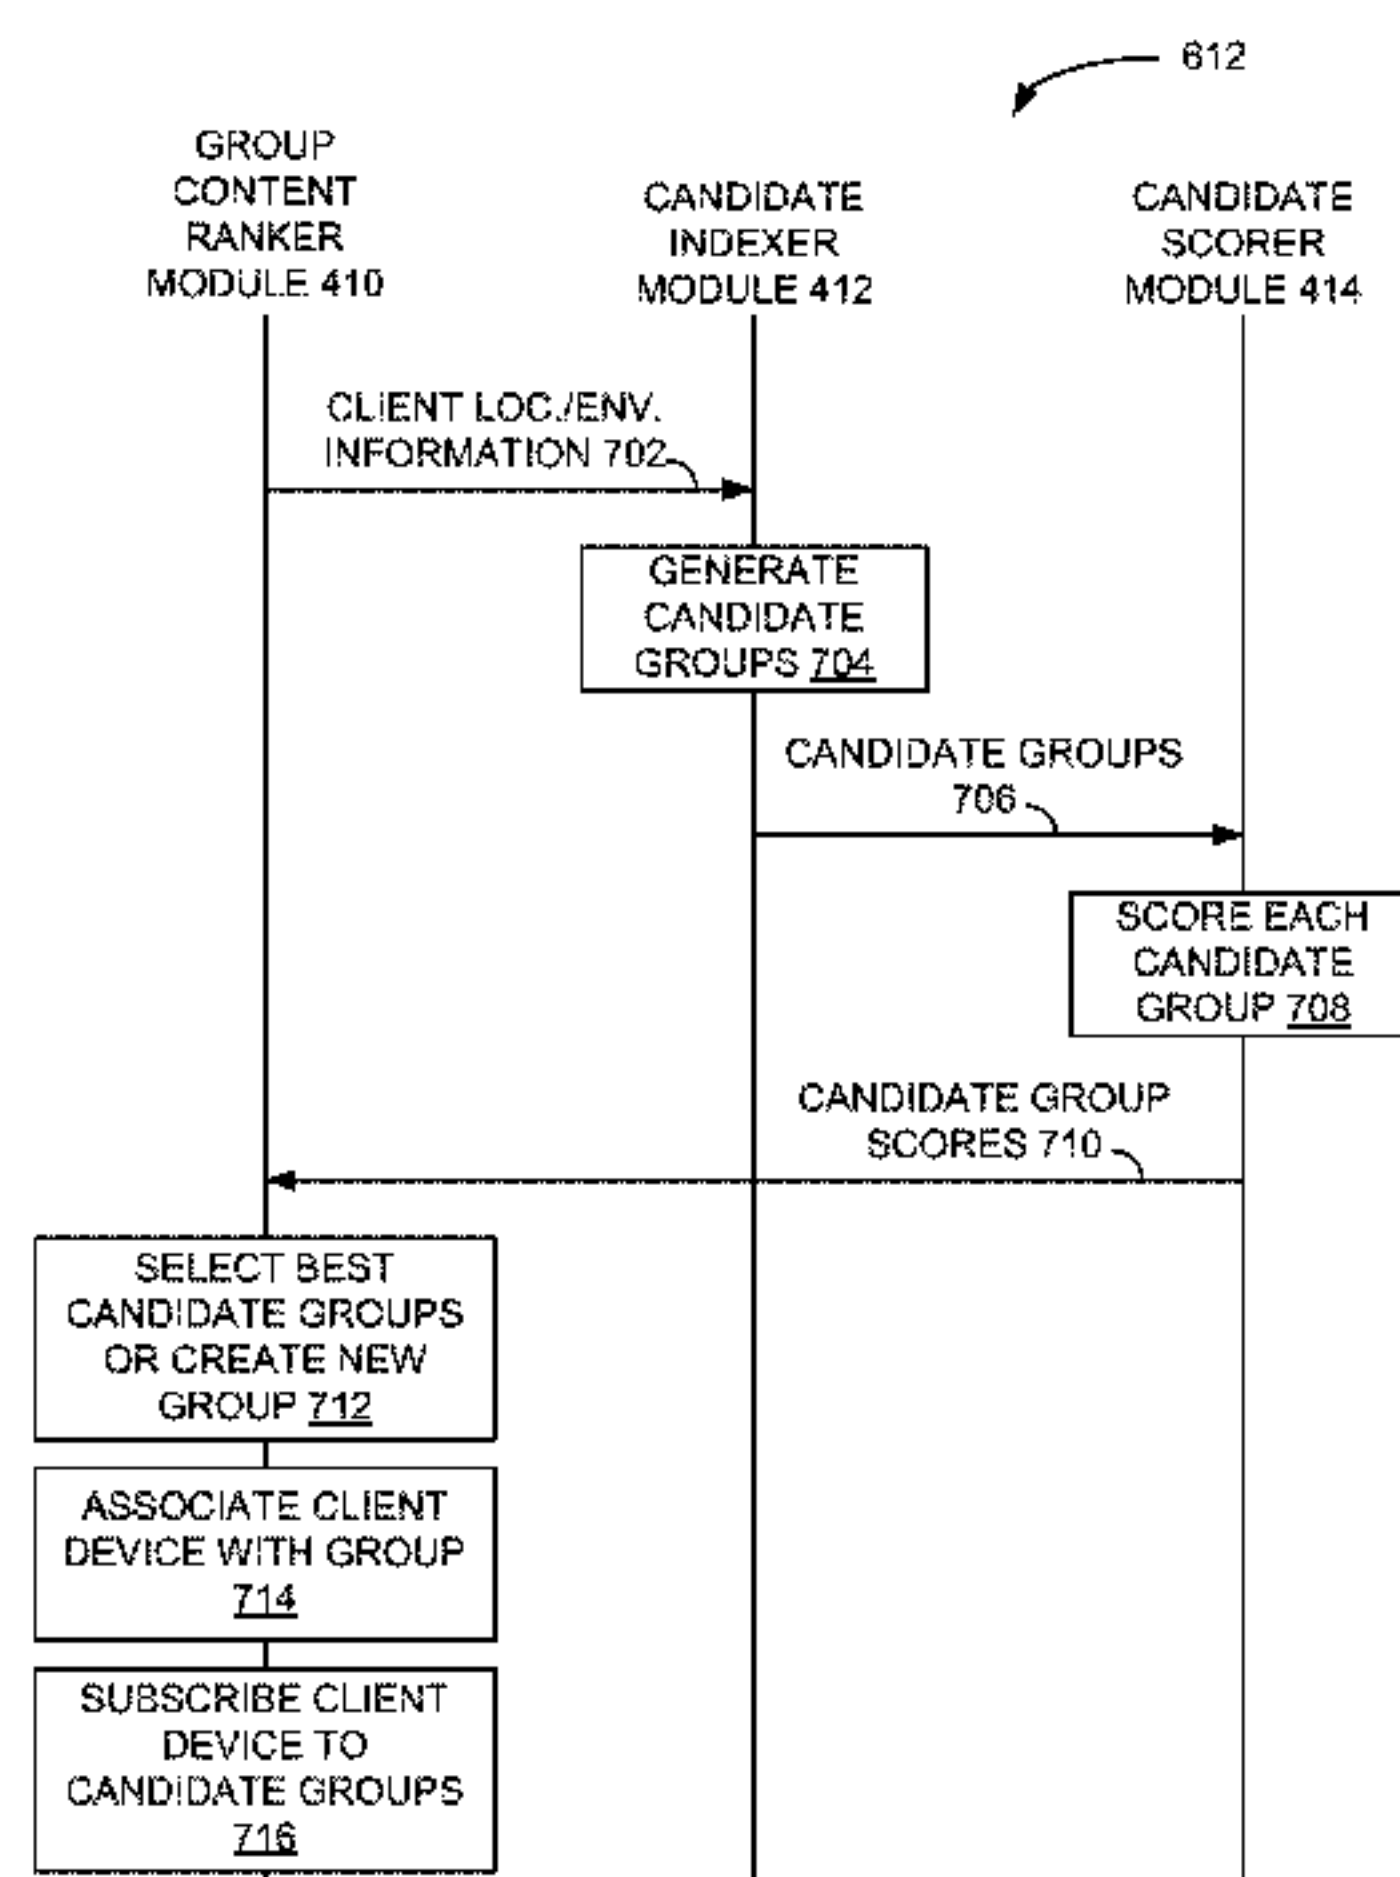 612
GROUP
CONTENT
RANKER
MODULE 410
CANDIDATE
INDEXER
MODULE 412
CANDIDATE
SCORER
MODULE 414
CLIENT LOC./ENV.
INFORMATION 702
GENERATE
CANDIDATE
GROUPS 704
CANDIDATE GROUPS
706
SCORE EACH
CANDIDATE
GROUP 708
CANDIDATE GROUP
SCORES 710
SELECT BEST
CANDIDATE GROUPS
OR CREATE NEW
GROUP 712
ASSOCIATE CLIENT
DEVICE WITH GROUP
714
SUBSCRIBE CLIENT
DEVICE TO
CANDIDATE GROUPS
716